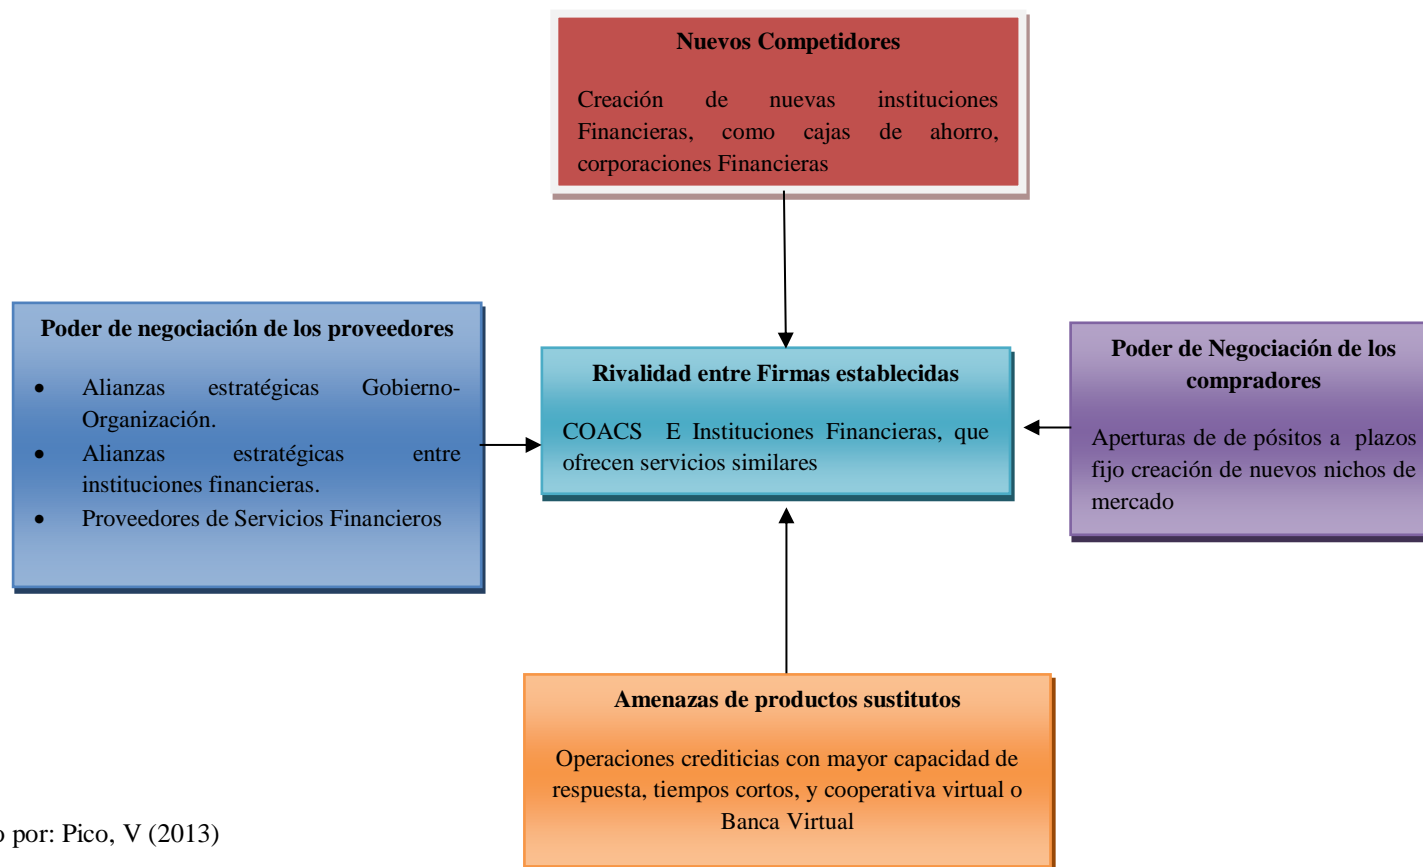 Nuevos Competidores
Creación de nuevas instituciones
Financieras, como cajas de ahorro,
corporaciones Financieras
Poder de negociación de los proveedores
• Alianzas estratégicas Gobierno-
Organización.
• Alianzas estratégicas entre
instituciones financieras.
• Proveedores de Servicios Financieros
Rivalidad entre Firmas establecidas
COACS E Instituciones Financieras, que
ofrecen servicios similares
Poder de Negociación de los
compradores
Aperturas de de pósitos a plazos
fijo creación de nuevos nichos de
mercado
Amenazas de productos sustitutos
Operaciones crediticias con mayor capacidad de
respuesta, tiempos cortos, y cooperativa virtual o
Banca Virtual
o por: Pico, V (2013)